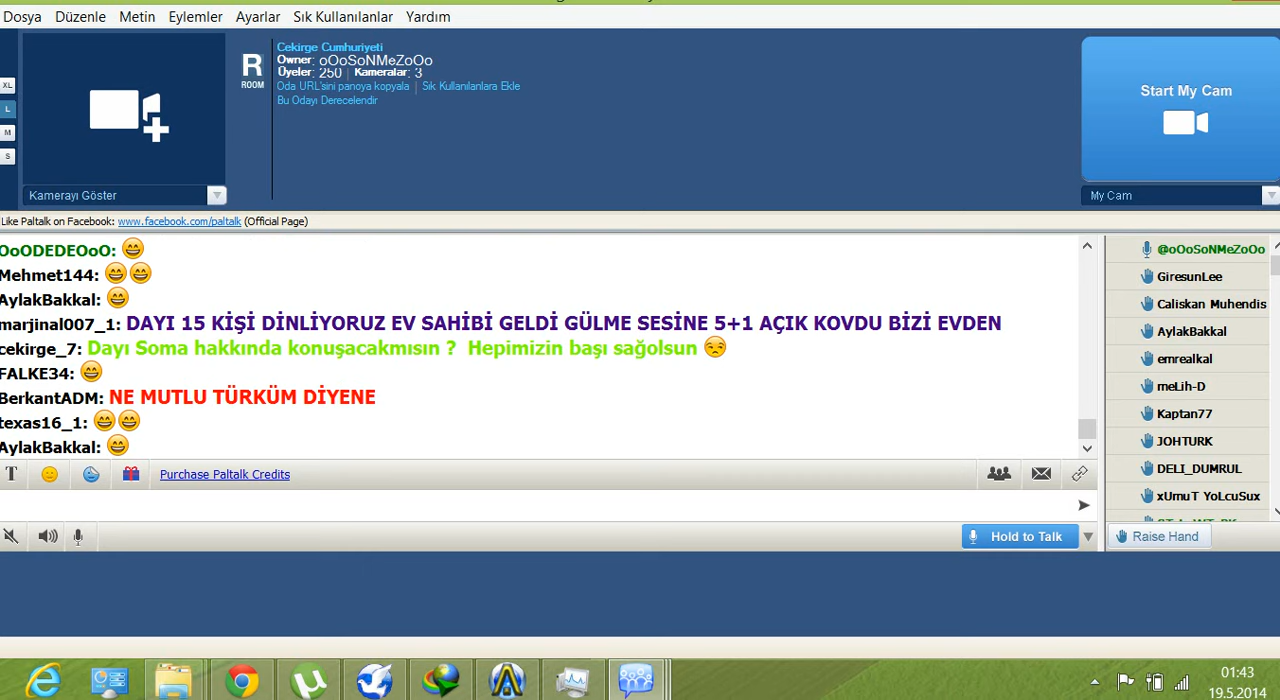 Dosya Düzenle Metin Eylemler Ayarlar Sık Kullanılanlar Yardım
XL
L
M
S
R
ROOM
Cekirge Cumhuriyeti
Owner: oOoSoNMeZoOo
Üyeler: 250 | Kameralar: 3
Oda URL'sini panoya kopyala | Sık Kullanılanlara Ekle
Bu Odayı Derecelendir
Start My Cam
Kamerayı Göster
My Cam
Like Paltalk on Facebook: www.facebook.com/paltalk (Official Page)
OoODEDEOoO:
Mehmet144:
AylakBakkal:
marjinal007_1: DAYI 15 KİŞİ DİNLİYORUZ EV SAHİBİ GELDİ GÜLME SESİNE 5+1 AÇIK KOVDU BİZİ EVDEN
cekirge_7: Dayı Soma hakkında konuşacakmısın ? Hepimizin başı sağolsun
FALKE34:
BerkantADM: NE MUTLU TÜRKÜM DİYENE
texas16_1:
AylakBakkal:
@oOoSoNMeZoOo
GiresunLee
Caliskan Muhendis
AylakBakkal
emrealkal
meLih-D
Kaptan77
JOHTURK
DELI_DUMRUL
xUmuT YoLcuSux
T
Purchase Paltalk Credits
Hold to Talk
Raise Hand
01:43
19.5.2014